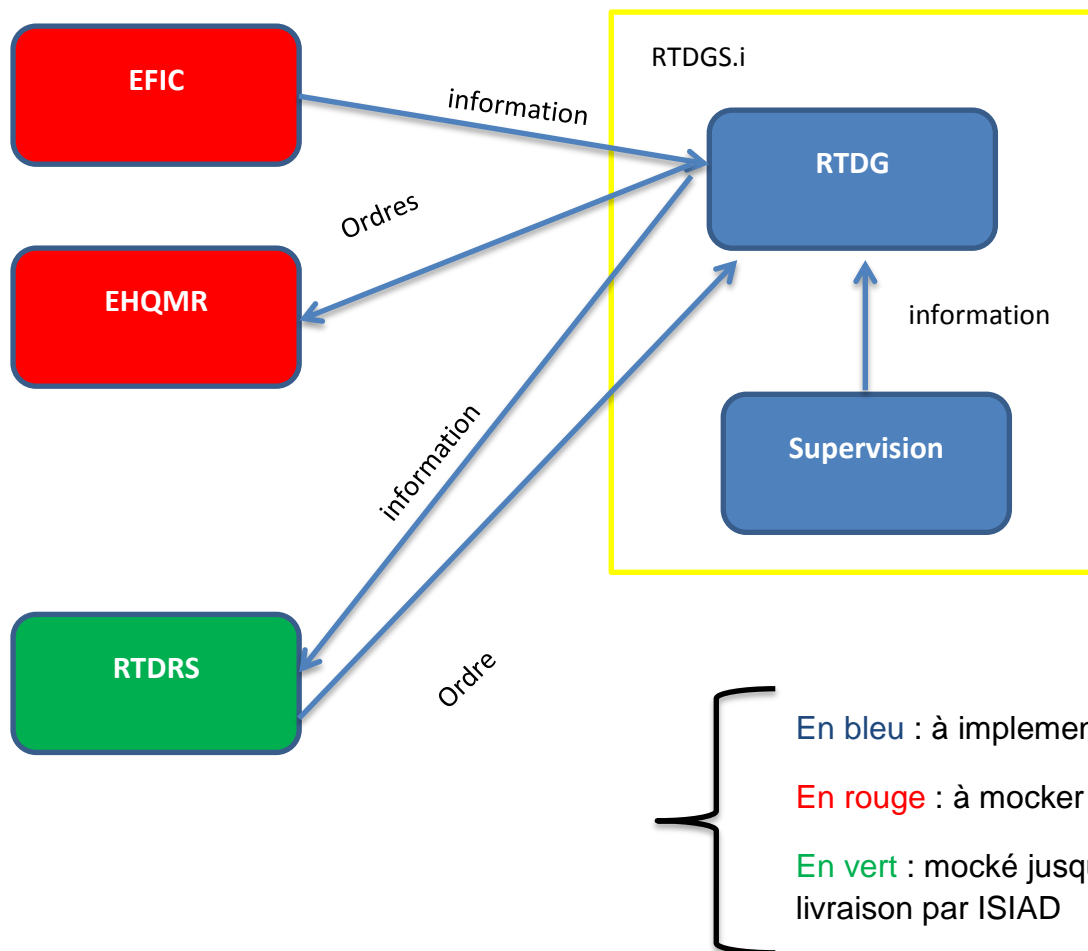 EFIC
RTDGS.i
information
RTDG
Ordres
EHQMR
information
Supervision
information
RTDRS
Ordre
En bleu : à implemen
En rouge : à mocker
En vert : mocké jusqu
livraison par ISIAD